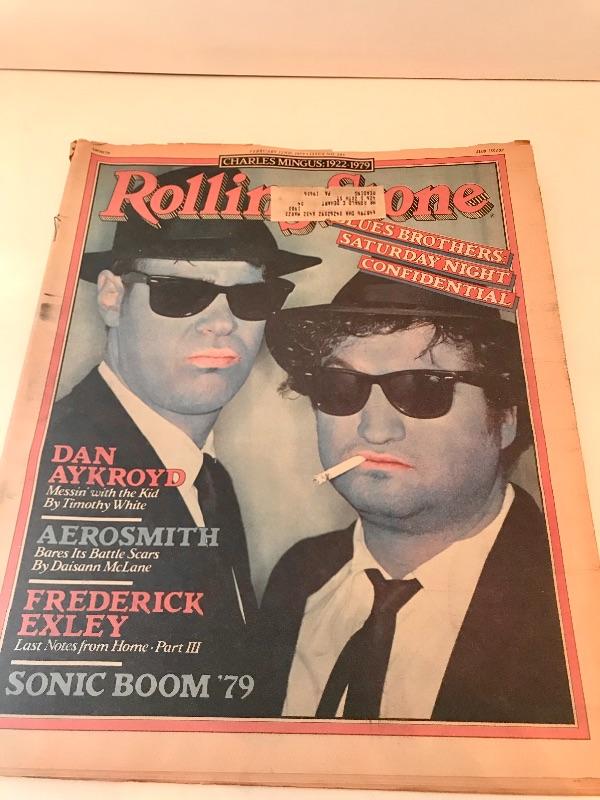 CHARLES MINGUS: 1922-1979
Rolling Stone
BLUES BROTHERS:
SATURDAY NIGHT
CONFIDENTIAL
DAN
AYKROYD
Messin' with the Kid
By Timothy White
AEROSMITH
Bares Its Battle Scars
By Daisann McLane
FREDERICK
EXLEY
Last Notes from Home • Part III
SONIC BOOM '79